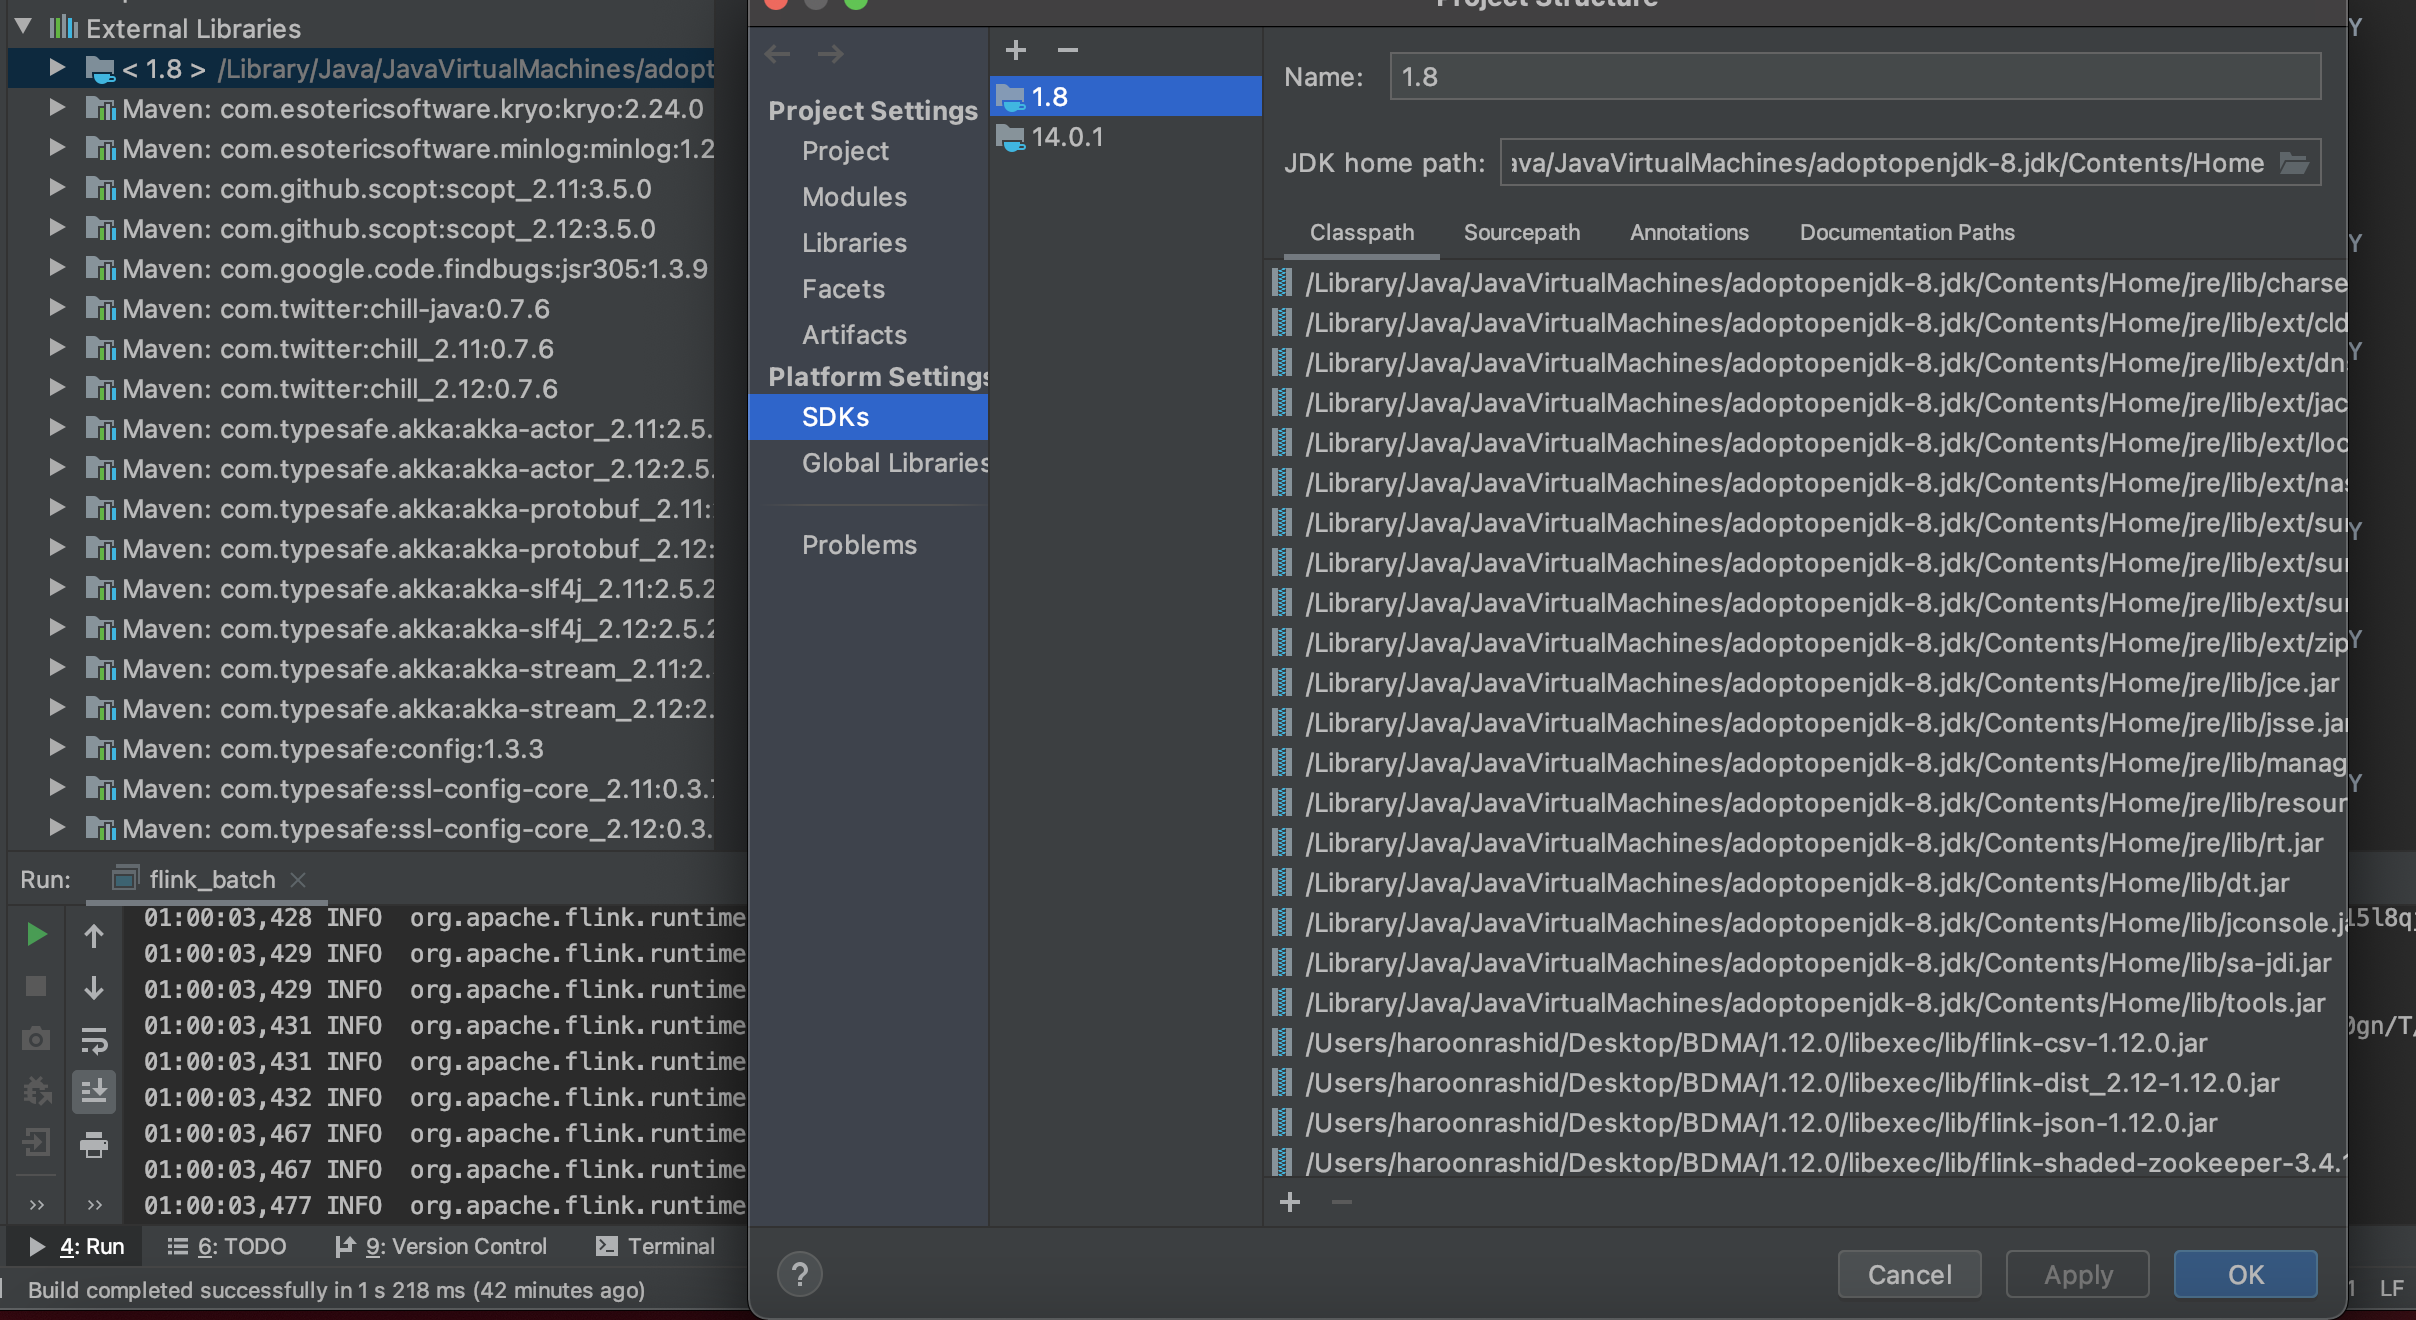 External Libraries
< 1.8 > /Library/Java/JavaVirtualMachines/adopt
Maven: com.esotericsoftware.kryo:kryo:2.24.0
Maven: com.esotericsoftware.minlog:minlog:1.2
Maven: com.github.scopt:scopt_2.11:3.5.0
Maven: com.github.scopt:scopt_2.12:3.5.0
Maven: com.google.code.findbugs:jsr305:1.3.9
Maven: com.twitter:chill-java:0.7.6
Maven: com.twitter:chill_2.11:0.7.6
Maven: com.twitter:chill_2.12:0.7.6
Maven: com.typesafe.akka:akka-actor_2.11:2.5.
Maven: com.typesafe.akka:akka-actor_2.12:2.5.
Maven: com.typesafe.akka:akka-protobuf_2.11:
Maven: com.typesafe.akka:akka-protobuf_2.12:
Maven: com.typesafe.akka:akka-slf4j_2.11:2.5.2
Maven: com.typesafe.akka:akka-slf4j_2.12:2.5.2
Maven: com.typesafe.akka:akka-stream_2.11:2.
Maven: com.typesafe.akka:akka-stream_2.12:2.
Maven: com.typesafe:config:1.3.3
Maven: com.typesafe:ssl-config-core_2.11:0.3.7
Maven: com.typesafe:ssl-config-core_2.12:0.3.
Run: flink_batch
01:00:03,428 INFO org.apache.flink.runtime
01:00:03,429 INFO org.apache.flink.runtime
01:00:03,429 INFO org.apache.flink.runtime
01:00:03,431 INFO org.apache.flink.runtime
01:00:03,431 INFO org.apache.flink.runtime
01:00:03,432 INFO org.apache.flink.runtime
01:00:03,467 INFO org.apache.flink.runtime
01:00:03,467 INFO org.apache.flink.runtime
01:00:03,477 INFO org.apache.flink.runtime
4: Run 6: TODO 9: Version Control Terminal
Build completed successfully in 1 s 218 ms (42 minutes ago)
Project Structure
Project Settings
Project
Modules
Libraries
Facets
Artifacts
Platform Settings
SDKs
Global Libraries
Problems
1.8
14.0.1
Name: 1.8
JDK home path: ava/JavaVirtualMachines/adoptopenjdk-8.jdk/Contents/Home
Classpath Sourcepath Annotations Documentation Paths
/Library/Java/JavaVirtualMachines/adoptopenjdk-8.jdk/Contents/Home/jre/lib/charse
/Library/Java/JavaVirtualMachines/adoptopenjdk-8.jdk/Contents/Home/jre/lib/ext/cld
/Library/Java/JavaVirtualMachines/adoptopenjdk-8.jdk/Contents/Home/jre/lib/ext/dn
/Library/Java/JavaVirtualMachines/adoptopenjdk-8.jdk/Contents/Home/jre/lib/ext/jac
/Library/Java/JavaVirtualMachines/adoptopenjdk-8.jdk/Contents/Home/jre/lib/ext/loc
/Library/Java/JavaVirtualMachines/adoptopenjdk-8.jdk/Contents/Home/jre/lib/ext/nas
/Library/Java/JavaVirtualMachines/adoptopenjdk-8.jdk/Contents/Home/jre/lib/ext/sun
/Library/Java/JavaVirtualMachines/adoptopenjdk-8.jdk/Contents/Home/jre/lib/ext/sun
/Library/Java/JavaVirtualMachines/adoptopenjdk-8.jdk/Contents/Home/jre/lib/ext/sun
/Library/Java/JavaVirtualMachines/adoptopenjdk-8.jdk/Contents/Home/jre/lib/ext/zip
/Library/Java/JavaVirtualMachines/adoptopenjdk-8.jdk/Contents/Home/jre/lib/jce.jar
/Library/Java/JavaVirtualMachines/adoptopenjdk-8.jdk/Contents/Home/jre/lib/jsse.jar
/Library/Java/JavaVirtualMachines/adoptopenjdk-8.jdk/Contents/Home/jre/lib/manag
/Library/Java/JavaVirtualMachines/adoptopenjdk-8.jdk/Contents/Home/jre/lib/resour
/Library/Java/JavaVirtualMachines/adoptopenjdk-8.jdk/Contents/Home/jre/lib/rt.jar
/Library/Java/JavaVirtualMachines/adoptopenjdk-8.jdk/Contents/Home/lib/dt.jar
/Library/Java/JavaVirtualMachines/adoptopenjdk-8.jdk/Contents/Home/lib/jconsole.ja
/Library/Java/JavaVirtualMachines/adoptopenjdk-8.jdk/Contents/Home/lib/sa-jdi.jar
/Library/Java/JavaVirtualMachines/adoptopenjdk-8.jdk/Contents/Home/lib/tools.jar
/Users/haroonrashid/Desktop/BDMA/1.12.0/libexec/lib/flink-csv-1.12.0.jar
/Users/haroonrashid/Desktop/BDMA/1.12.0/libexec/lib/flink-dist_2.12-1.12.0.jar
/Users/haroonrashid/Desktop/BDMA/1.12.0/libexec/lib/flink-json-1.12.0.jar
/Users/haroonrashid/Desktop/BDMA/1.12.0/libexec/lib/flink-shaded-zookeeper-3.4.1
? Cancel Apply OK
LF